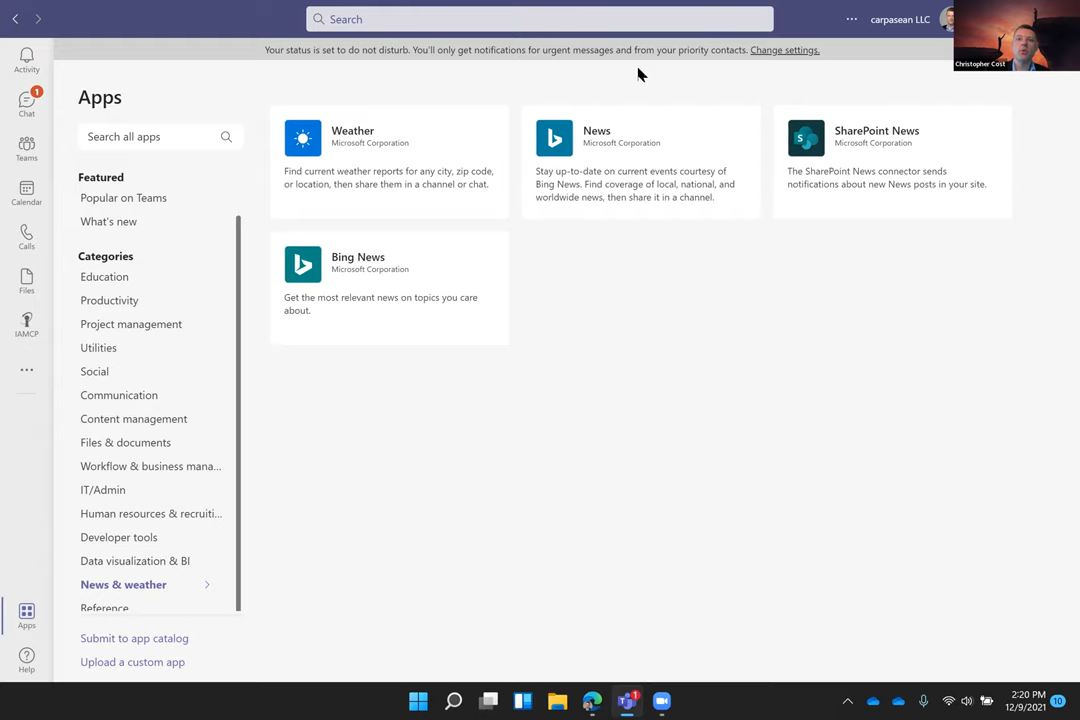 Search
carpasean LLC
Christopher Cost
Your status is set to do not disturb. You'll only get notifications for urgent messages and from your priority contacts. Change settings.
Activity
1
Chat
Teams
Calendar
Calls
Files
IAMCP
Apps
Help
Apps
Search all apps
Featured
Popular on Teams
What's new
Categories
Education
Productivity
Project management
Utilities
Social
Communication
Content management
Files & documents
Workflow & business mana...
IT/Admin
Human resources & recruiti...
Developer tools
Data visualization & BI
News & weather
Reference
Submit to app catalog
Upload a custom app
Weather
Microsoft Corporation
Find current weather reports for any city, zip code,
or location, then share them in a channel or chat.
News
Microsoft Corporation
Stay up-to-date on current events courtesy of
Bing News. Find coverage of local, national, and
worldwide news, then share it in a channel.
S
SharePoint News
Microsoft Corporation
The SharePoint News connector sends
notifications about new News posts in your site.
Bing News
Microsoft Corporation
Get the most relevant news on topics you care
about.
1
2:20 PM
12/9/2021
10